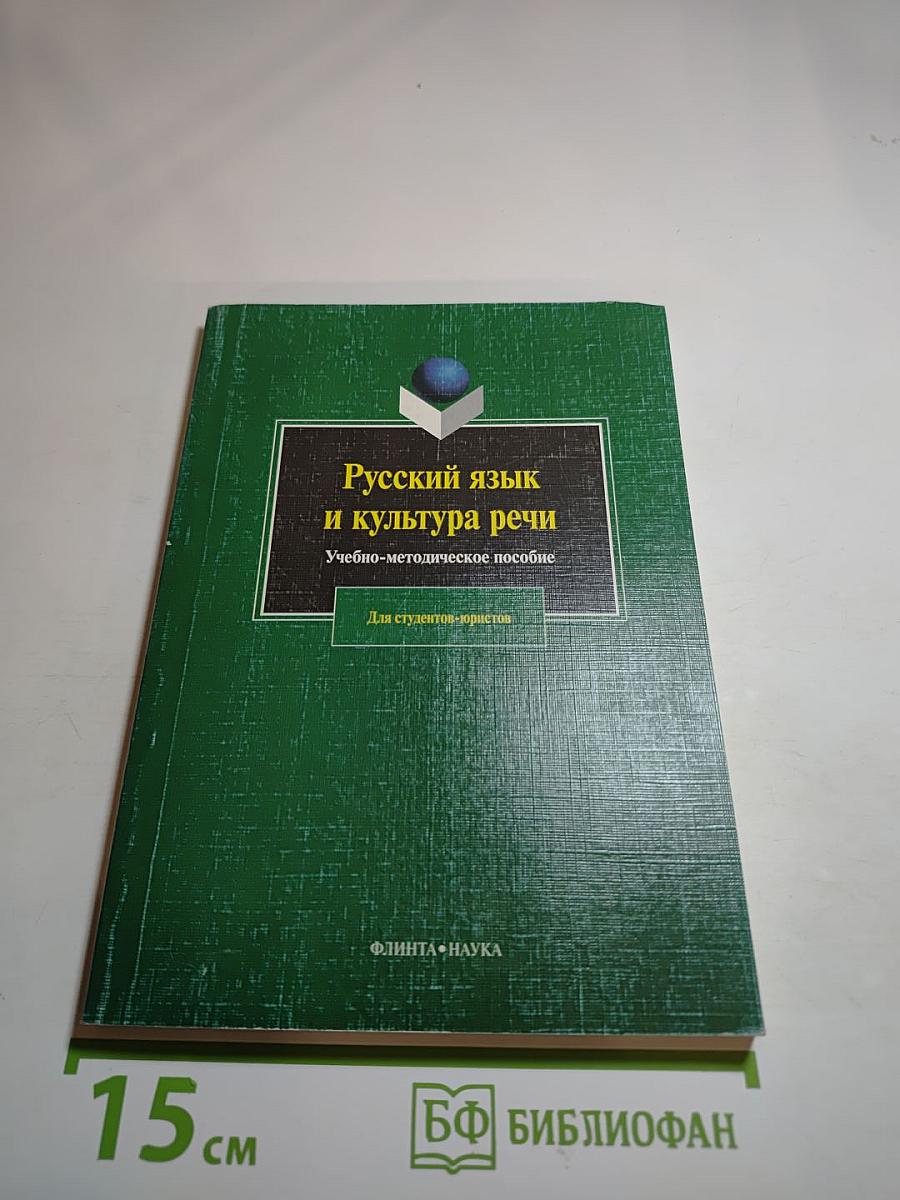 Русский язык
и культура речи
Учебно-методическое пособие
Для студентов-юристов
ФЛИНТА•НАУКА
15 см
БФ БИБЛИОФАН